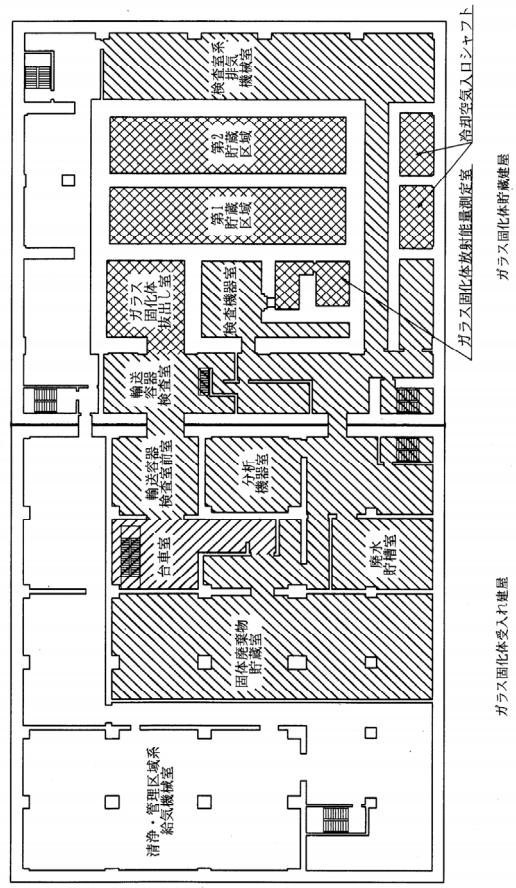 検査室系
排気
機械室
第2
貯蔵
区域
第1
貯蔵
区域
ガラス
固化体
抜出し室
検査機器室
輸送
容器
検査室
輸送容器
検査室前室
分析
機器室
台車室
廃水
貯槽室
固体廃棄物
貯蔵室
清浄・管理区域系
給気機械室
冷却空気入口シャフト
ガラス固化体放射能量測定室
ガラス固化体貯蔵建屋
ガラス固化体受入れ建屋